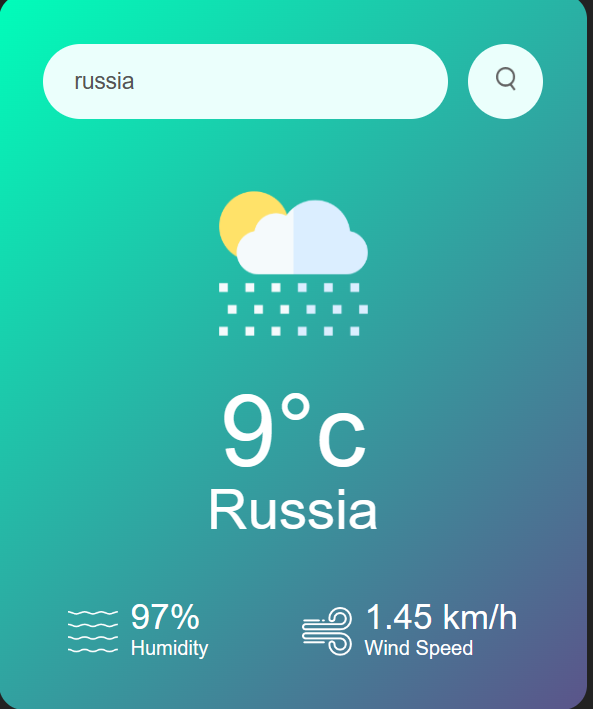 russia
9°c
Russia
97%
Humidity
1.45 km/h
Wind Speed